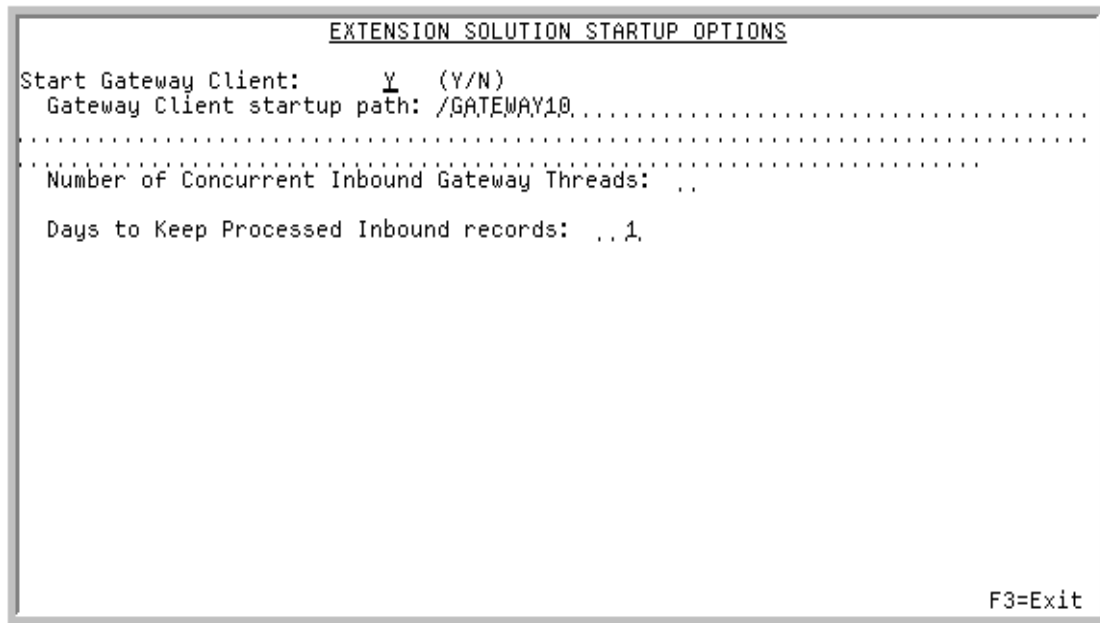 EXTENSION SOLUTION STARTUP OPTIONS
Start Gateway Client: Y (Y/N)
Gateway Client startup path: /GATEWAY10
Number of Concurrent Inbound Gateway Threads:
Days to Keep Processed Inbound records: 1
F3=Exit